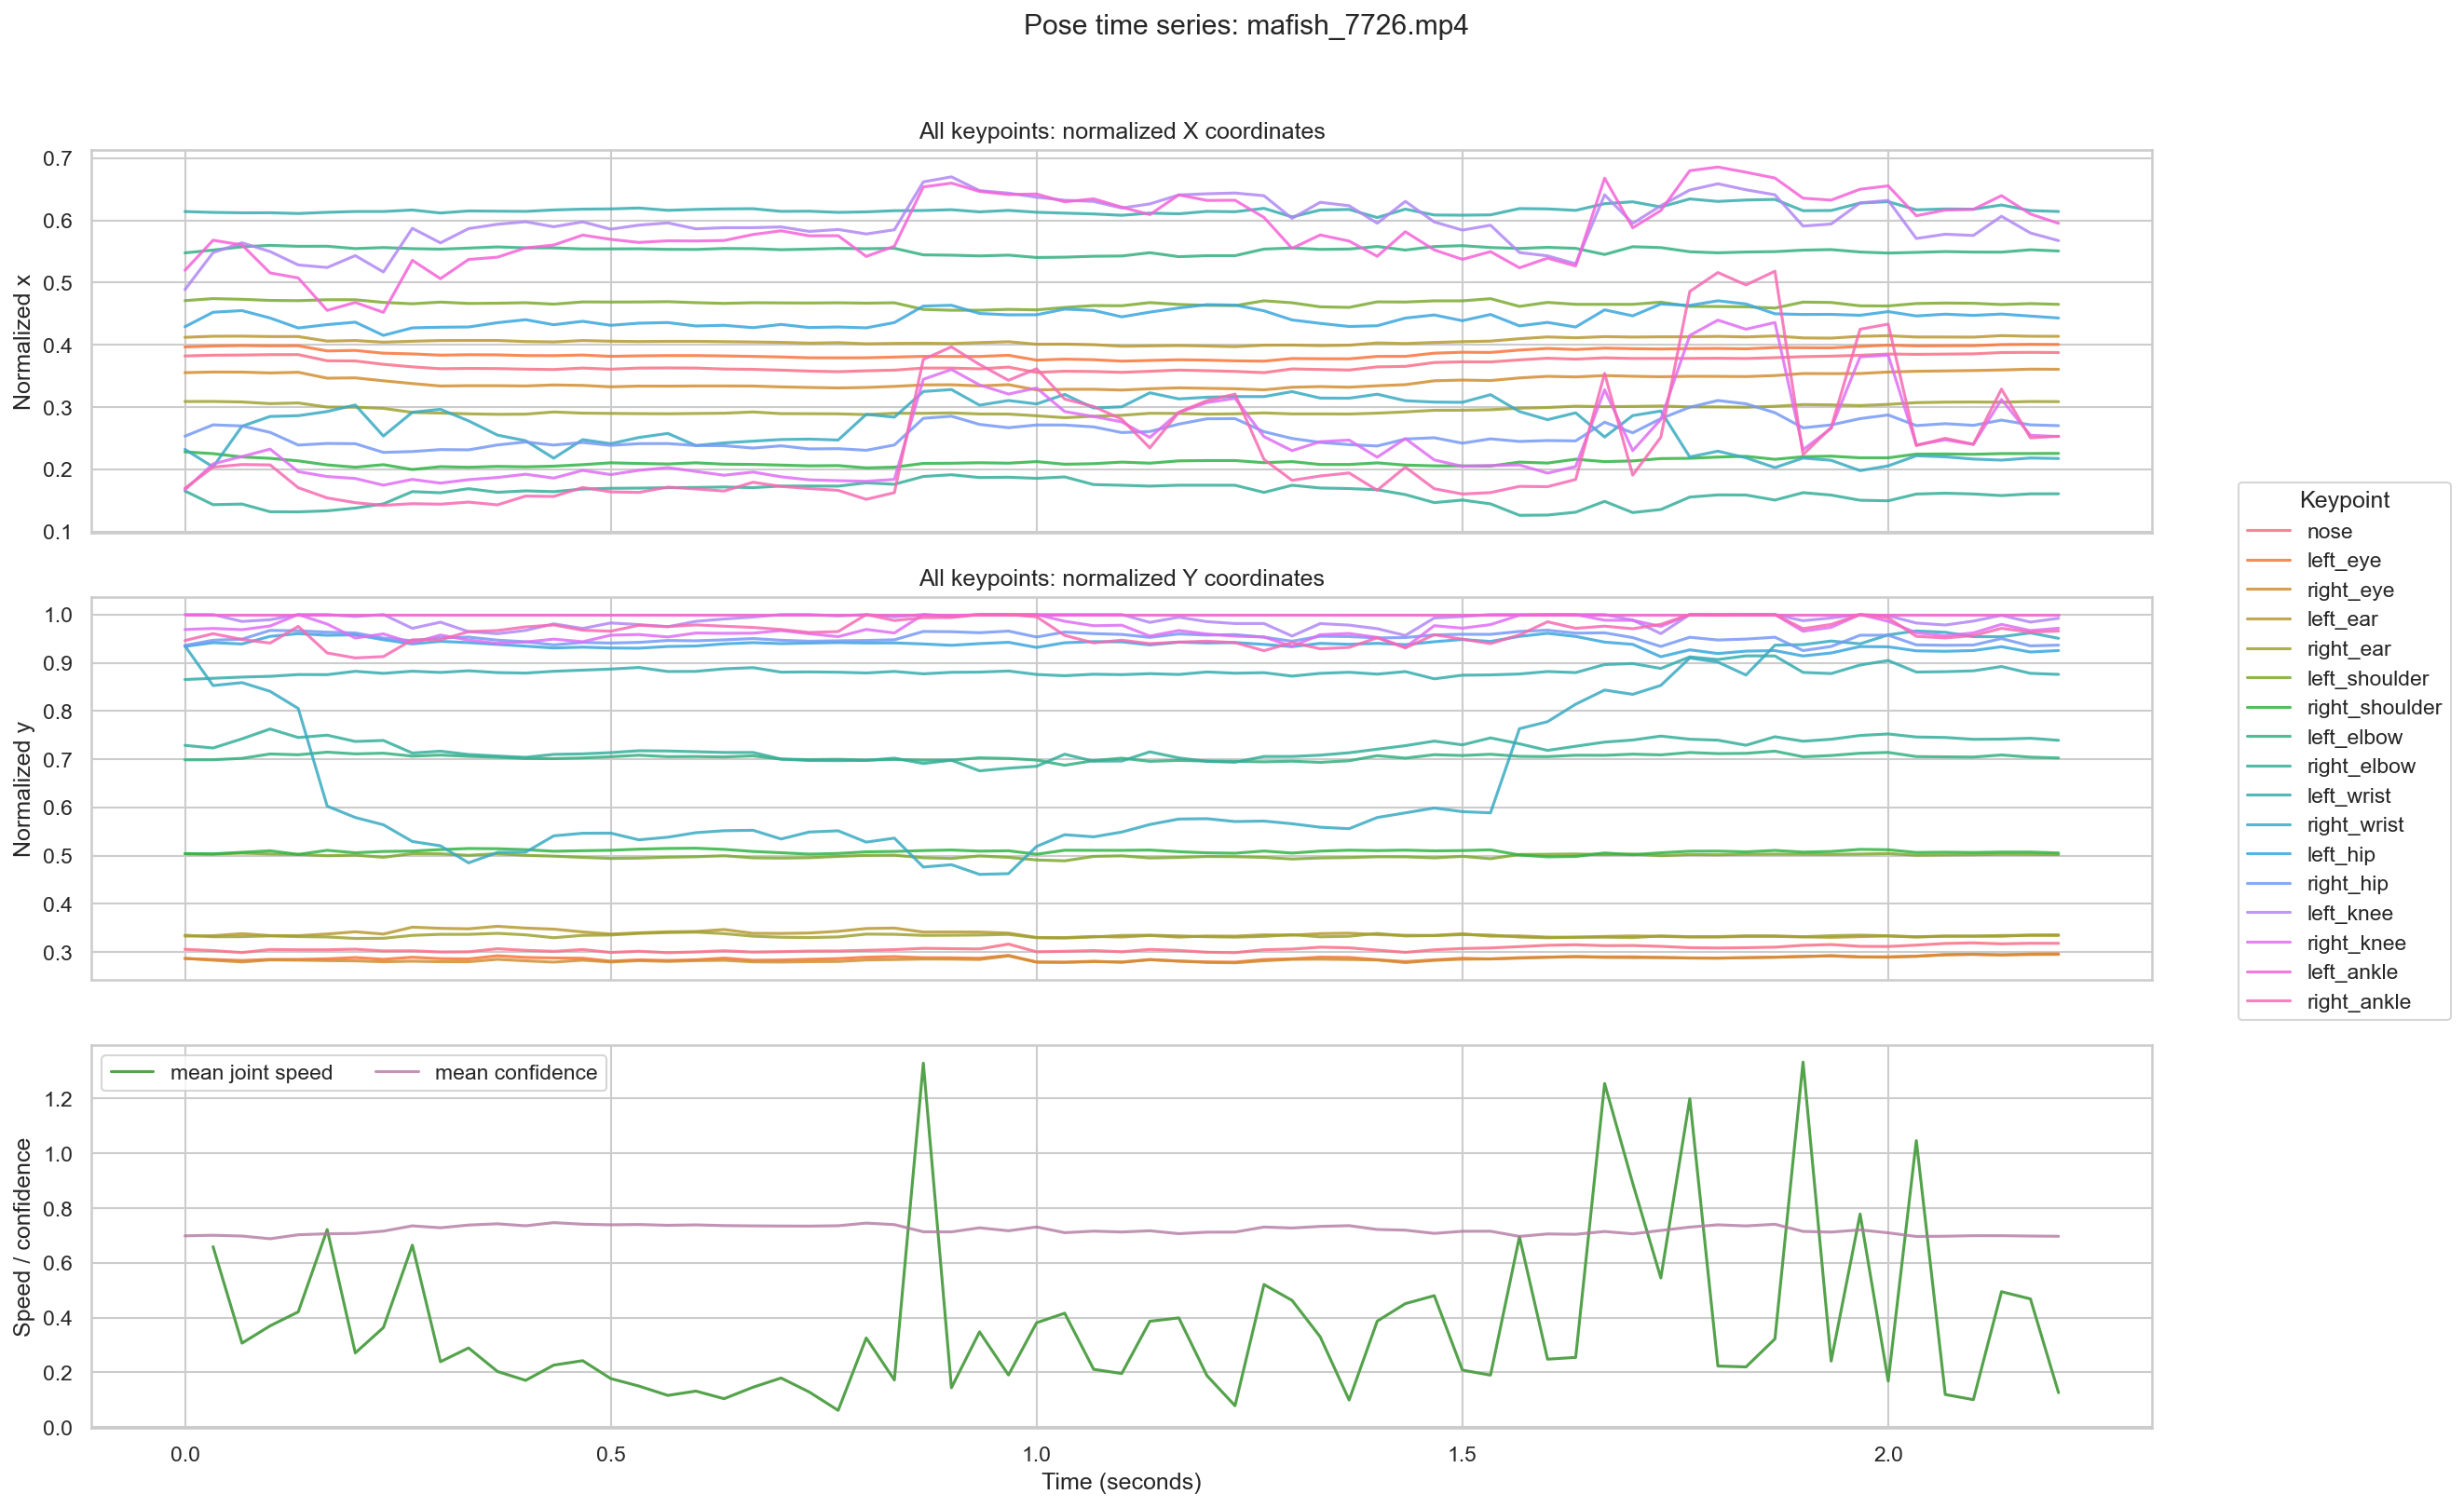 Pose time series: mafish_7726.mp4
All keypoints: normalized X coordinates
0.7
0.6
0.5
0.4
0.3
0.2
0.1
Normalized x
All keypoints: normalized Y coordinates
1.0
0.9
0.8
0.7
0.6
0.5
0.4
0.3
Normalized y
Keypoint
nose
left_eye
right_eye
left_ear
right_ear
left_shoulder
right_shoulder
left_elbow
right_elbow
left_wrist
right_wrist
left_hip
right_hip
left_knee
right_knee
left_ankle
right_ankle
mean joint speed
mean confidence
1.2
1.0
0.8
0.6
0.4
0.2
0.0
Speed / confidence
0.0 0.5 1.0 1.5 2.0
Time (seconds)